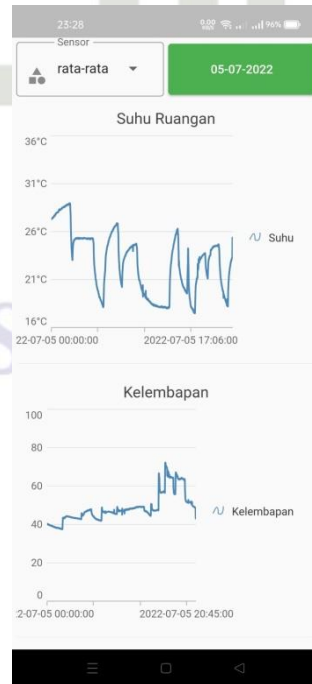 23:28
0.00
96%
Sensor
rata-rata
05-07-2022
Suhu Ruangan
36°C
31°C
26°C
21°C
16°C
Suhu
22-07-05 00:00:00
2022-07-05 17:06:00
Kelembapan
100
80
60
40
20
0
Kelembapan
2-07-05 00:00:00
2022-07-05 20:45:00